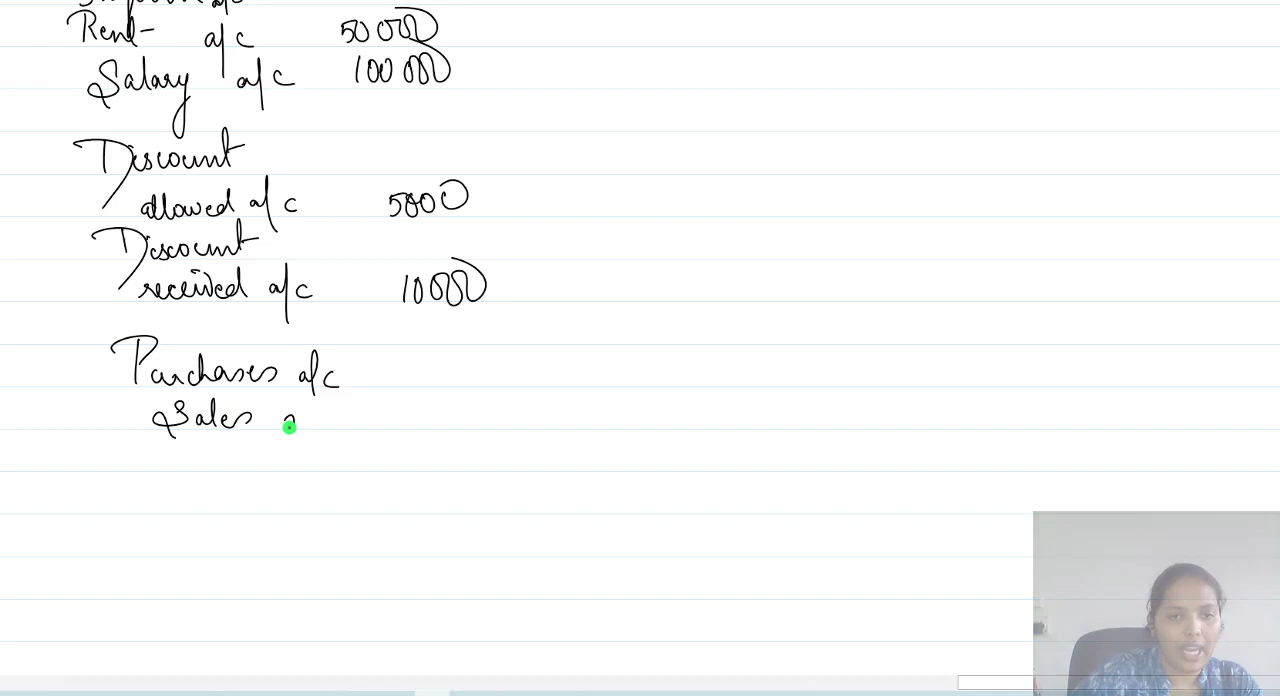 Rent- a/c 50000
Salary a/c 100000
Discount
allowed a/c 5000
Discount
received a/c 10000
Purchases a/c
Sales a